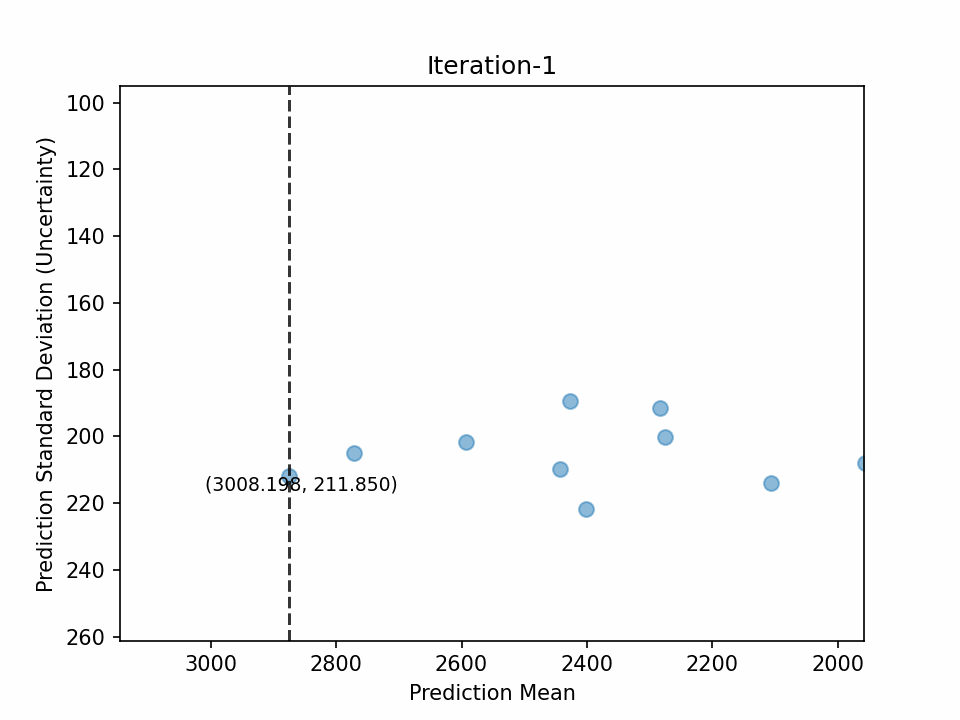 Iteration-1
100
120
140
160
180
200
220
240
260
Prediction Standard Deviation (Uncertainty)
(3008.198, 211.850)
3000 2800 2600 2400 2200 2000
Prediction Mean